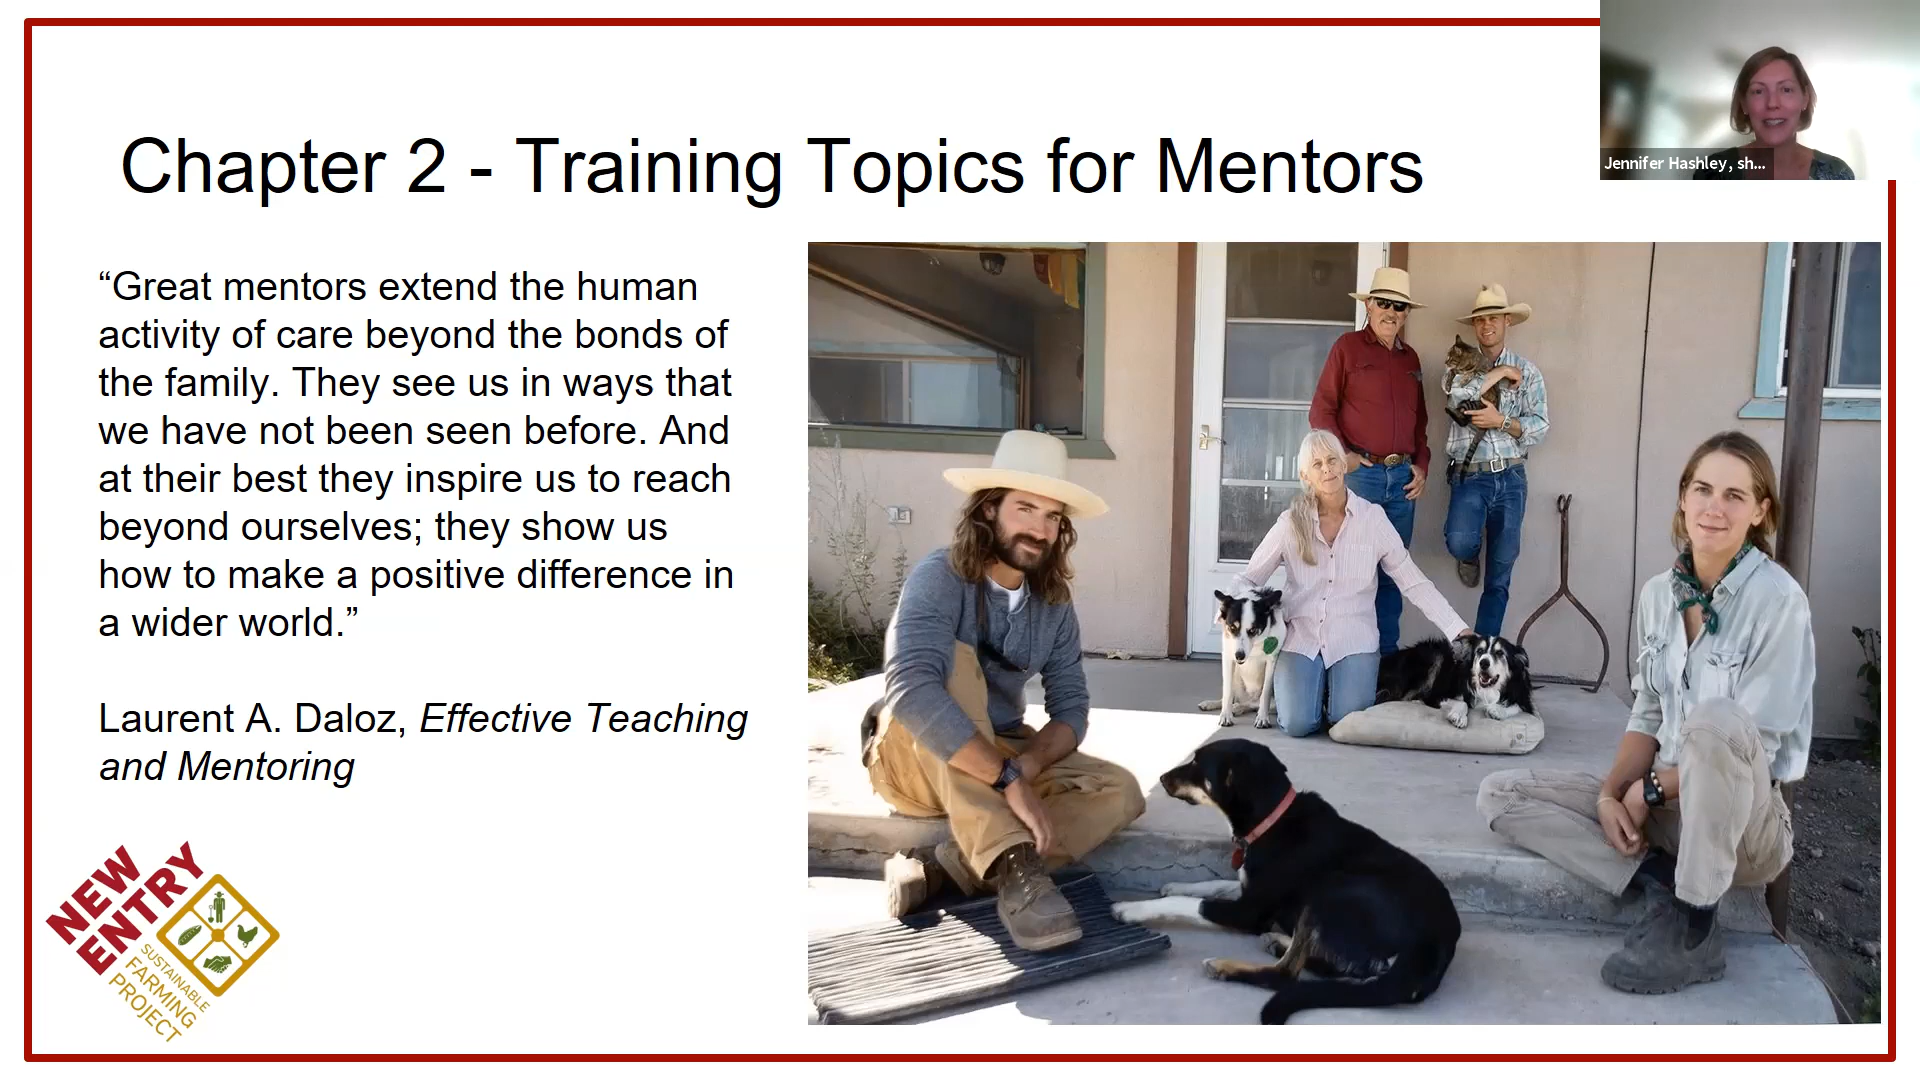 Chapter 2 - Training Topics for Mentors
Jennifer Hashley, sh...
“Great mentors extend the human
activity of care beyond the bonds of
the family. They see us in ways that
we have not been seen before. And
at their best they inspire us to reach
beyond ourselves; they show us
how to make a positive difference in
a wider world.”
Laurent A. Daloz, Effective Teaching
and Mentoring
NEW
ENTRY
SUSTAINABLE
FARMING
PROJECT